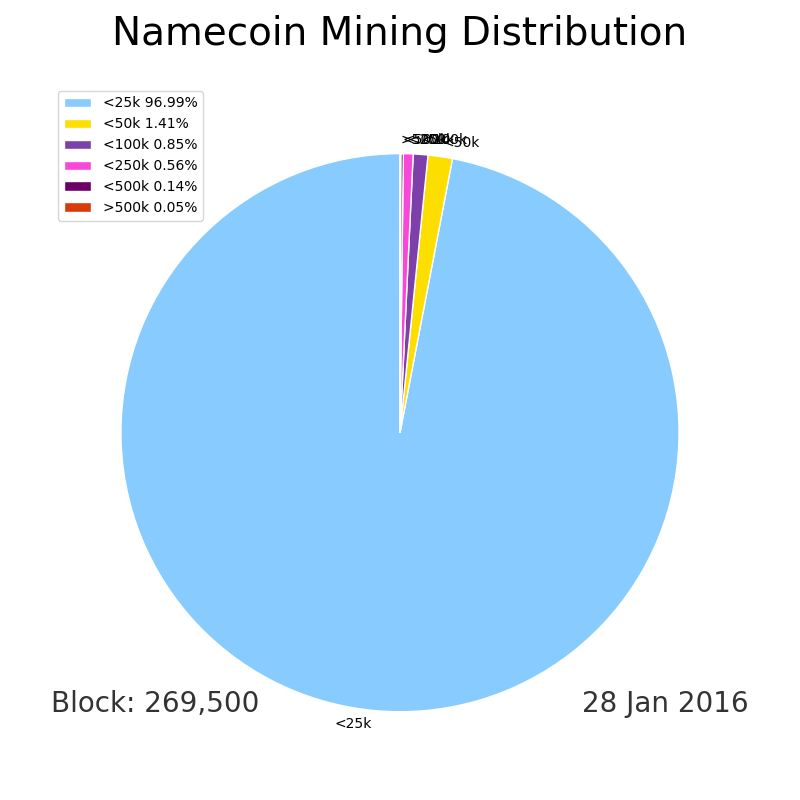 Namecoin Mining Distribution
<25k 96.99%
<50k 1.41%
<100k 0.85%
<250k 0.56%
<500k 0.14%
>500k 0.05%
<50k
Block: 269,500
28 Jan 2016
<25k